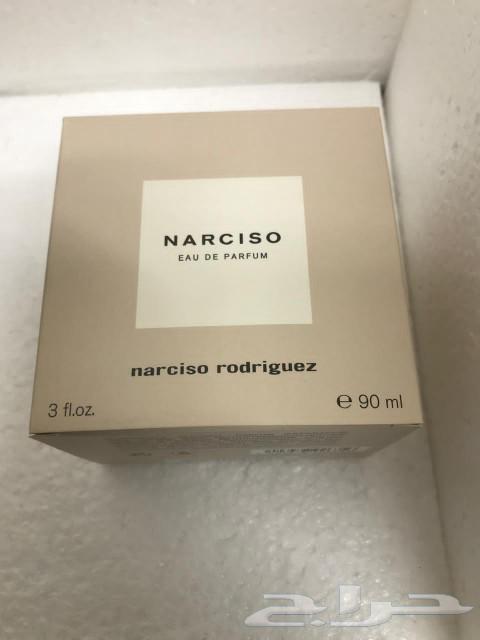 NARCISO
EAU DE PARFUM
narciso rodriguez
3 fl.oz.
e 90 ml
حراج